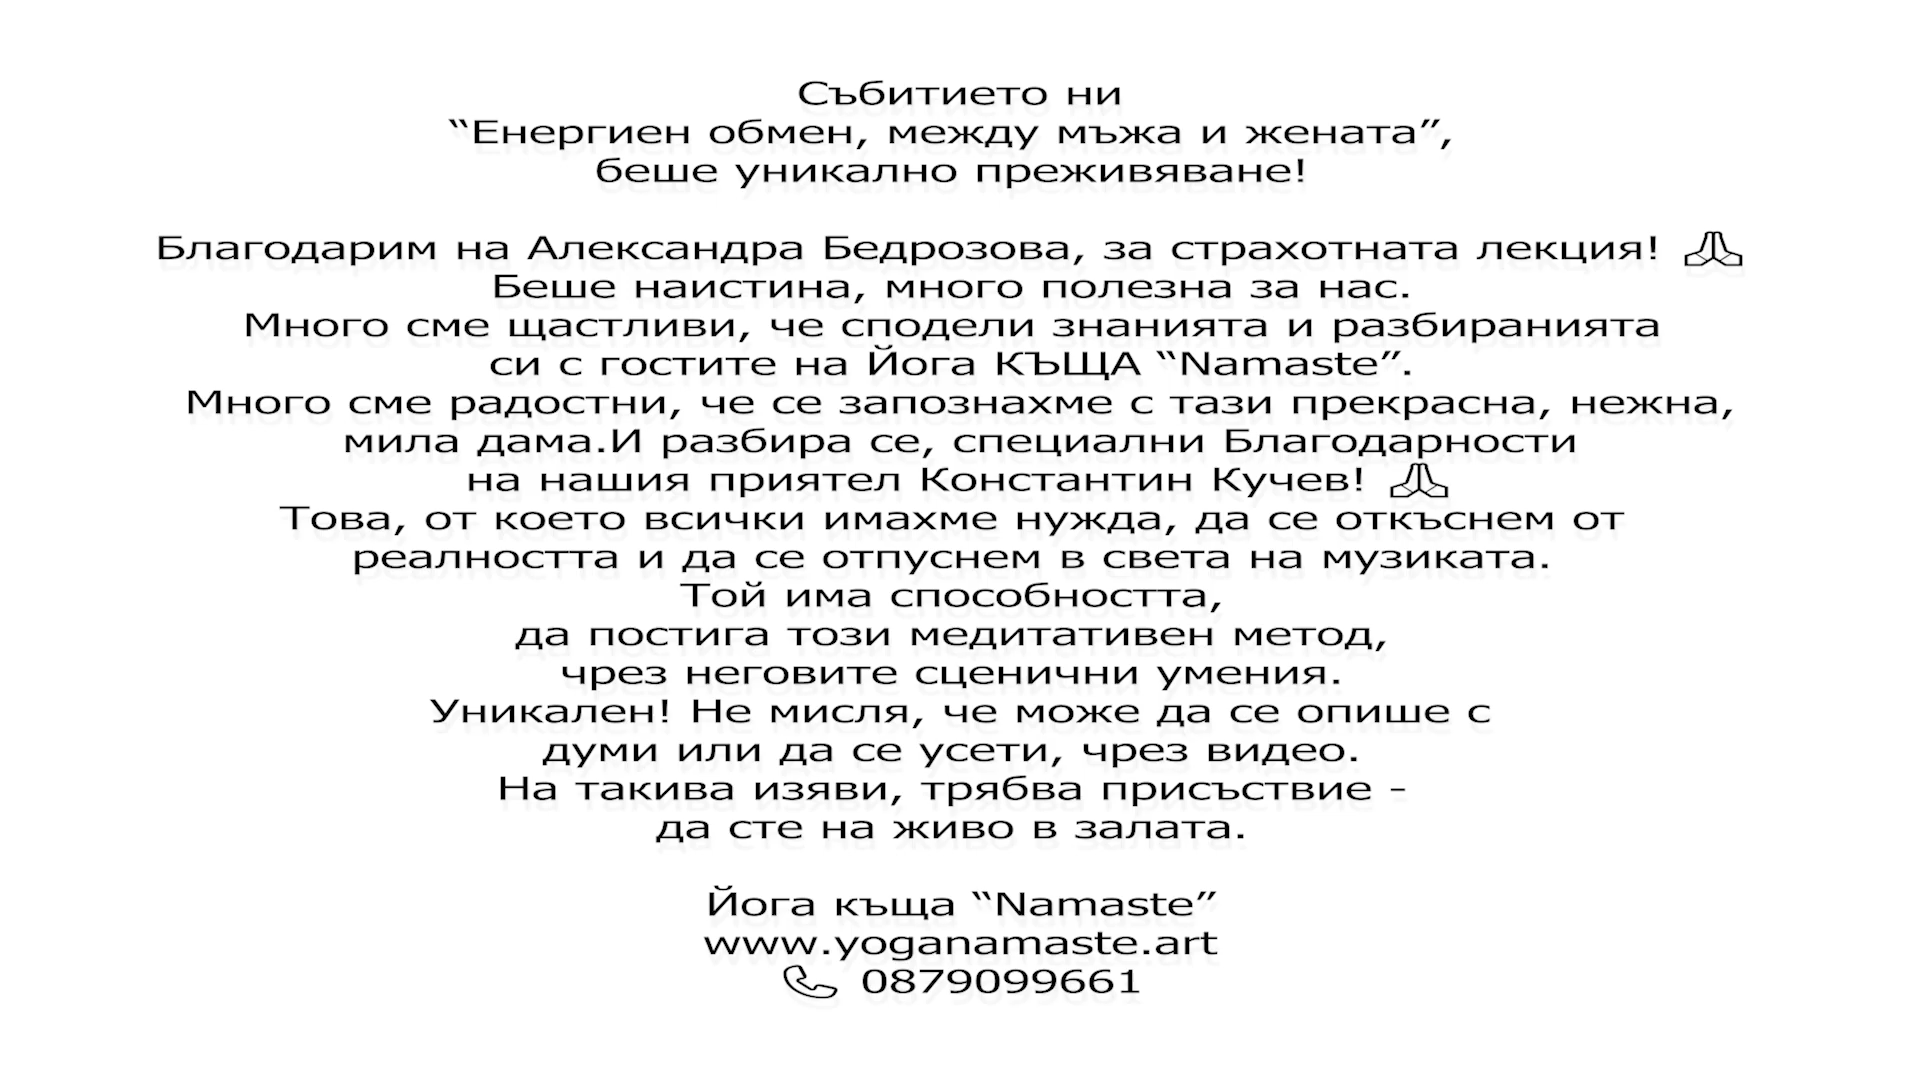 Събитието ни
“Енергиен обмен, между мъжа и жената”,
беше уникално преживяване!
Благодарим на Александра Бедрозова, за страхотната лекция! 🙏
Беше наистина, много полезна за нас.
Много сме щастливи, че сподели знанията и разбиранията
си с гостите на Йога КЪЩА “Namaste”.
Много сме радостни, че се запознахме с тази прекрасна, нежна,
мила дама.И разбира се, специални Благодарности
на нашия приятел Константин Кучев! 🙏
Това, от което всички имахме нужда, да се откъснем от
реалността и да се отпуснем в света на музиката.
Той има способността,
да постига този медитативен метод,
чрез неговите сценични умения.
Уникален! Не мисля, че може да се опише с
думи или да се усети, чрез видео.
На такива изяви, трябва присъствие -
да сте на живо в залата.
Йога къща “Namaste”
www.yoganamaste.art
📞 0879099661